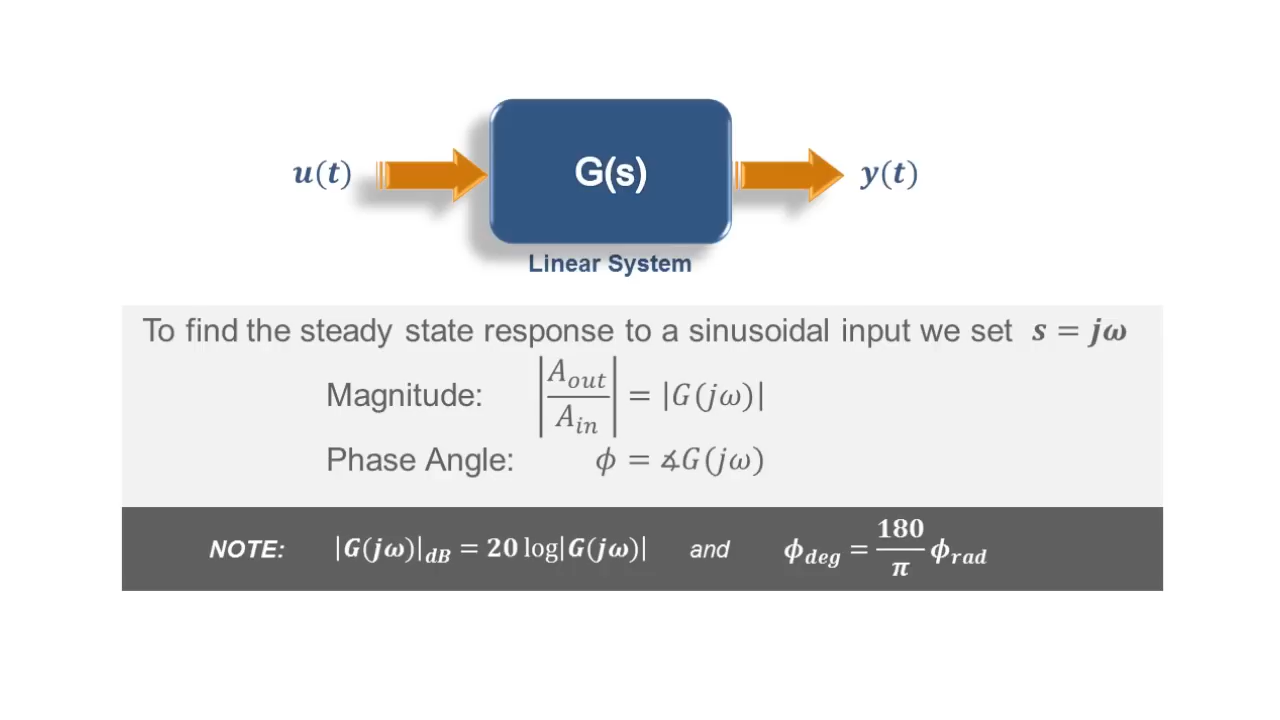 u(t) G(s) y(t)
Linear System
To find the steady state response to a sinusoidal input we set s = jω
Magnitude: |A_out/A_in| = |G(jω)|
Phase Angle: ϕ = ∡G(jω)
NOTE: |G(jω)|_dB = 20 log|G(jω)| and ϕ_deg = 180/π ϕ_rad